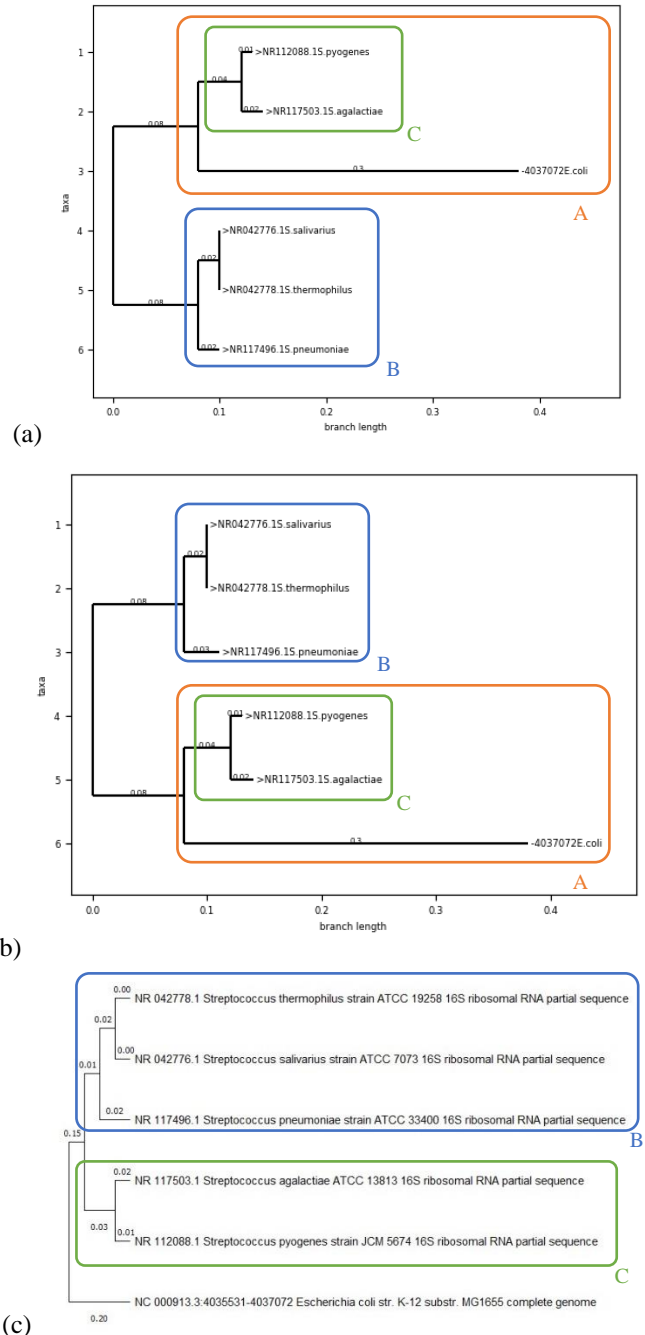 0.01
>NR112088.1S.pyogenes
1
0.04
0.02
>NR117503.1S.agalactiae
2
C
0.08
0.3
-4037072E.coli
3
A
taxa
>NR042776.1S.salivarius
4
0.02
>NR042778.1S.thermophilus
5
0.08
0.02
>NR117496.1S.pneumoniae
6
B
0.0 0.1 0.2 0.3 0.4
branch length
(a)
>NR042776.1S.salivarius
1
0.02
>NR042778.1S.thermophilus
2
0.08
0.03
>NR117496.1S.pneumoniae
3
B
taxa
0.01
>NR112088.1S.pyogenes
4
0.04
0.02
>NR117503.1S.agalactiae
5
C
0.08
0.3
-4037072E.coli
6
A
0.0 0.1 0.2 0.3 0.4
branch length
b)
0.00
NR 042778.1 Streptococcus thermophilus strain ATCC 19258 16S ribosomal RNA partial sequence
0.02
0.00
NR 042776.1 Streptococcus salivarius strain ATCC 7073 16S ribosomal RNA partial sequence
0.01
0.02
NR 117496.1 Streptococcus pneumoniae strain ATCC 33400 16S ribosomal RNA partial sequence
B
0.15
0.02
NR 117503.1 Streptococcus agalactiae ATCC 13813 16S ribosomal RNA partial sequence
0.03
0.01
NR 112088.1 Streptococcus pyogenes strain JCM 5674 16S ribosomal RNA partial sequence
C
NC 000913.3:4035531-4037072 Escherichia coli str. K-12 substr. MG1655 complete genome
0.20
(c)